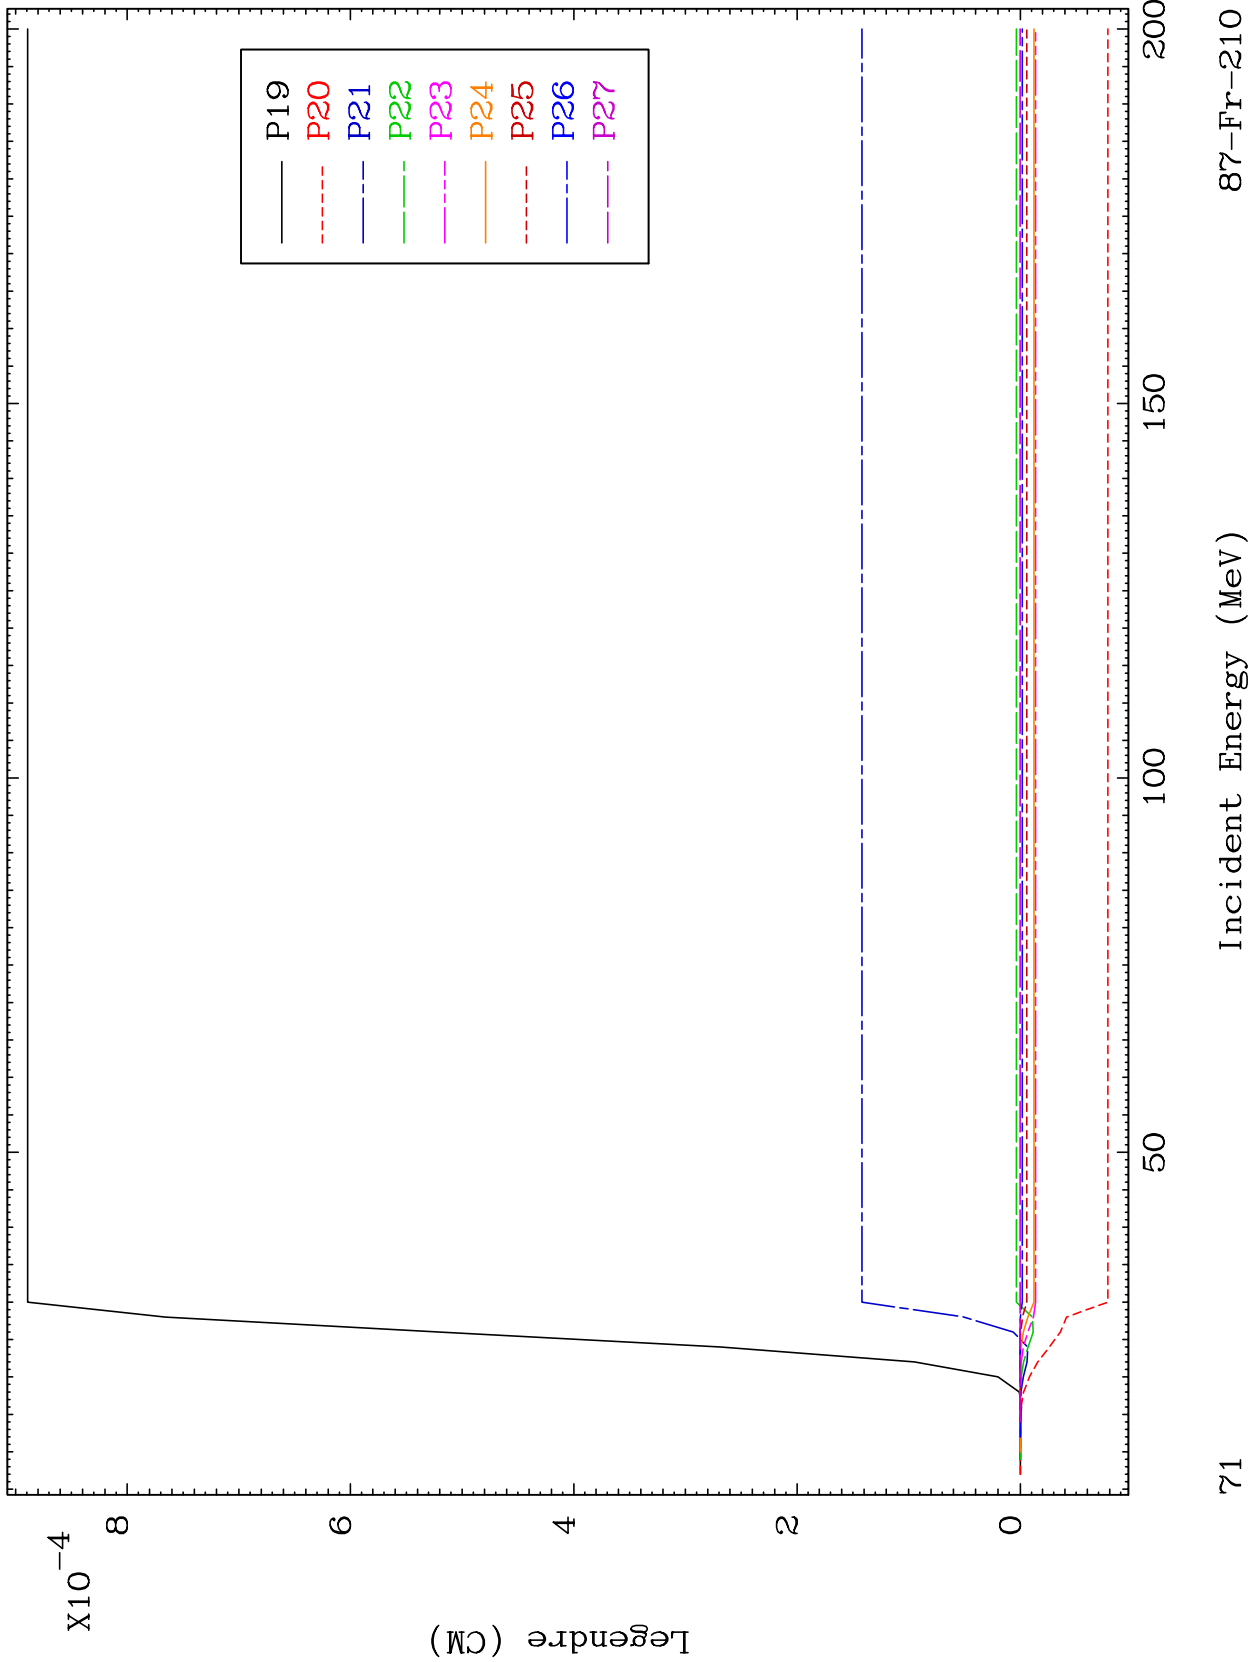 X10⁻⁴
8
6
4
2
0
Legendre (CM)
P19
P20
P21
P22
P23
P24
P25
P26
P27
50
100
150
200
Incident Energy (MeV)
71
87-Fr-210